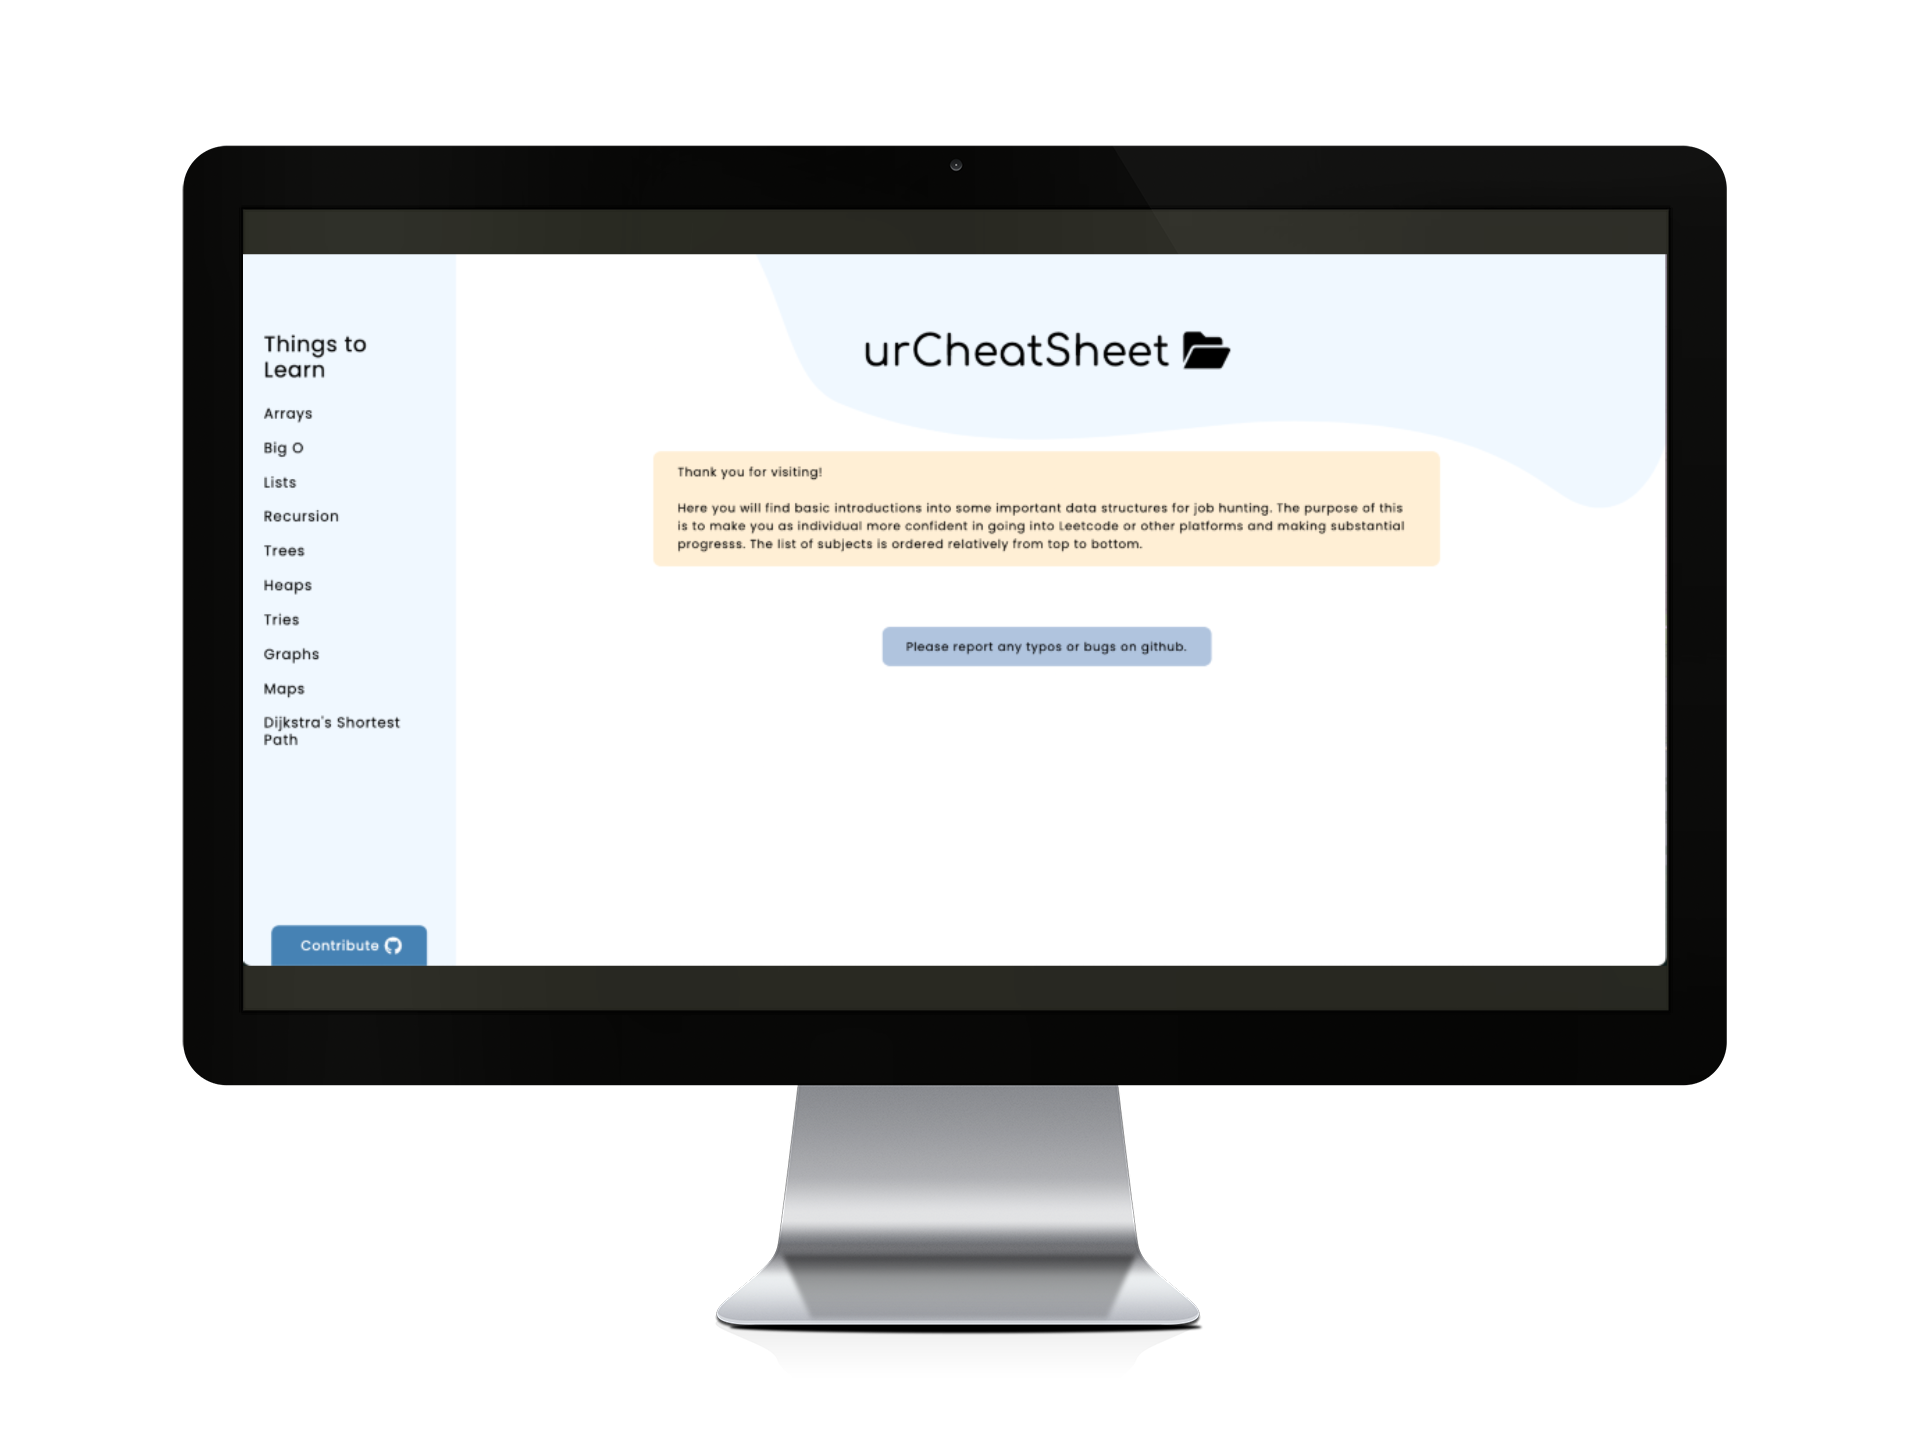 Things to
Learn
Arrays
Big O
Lists
Recursion
Trees
Heaps
Tries
Graphs
Maps
Dijkstra's Shortest
Path
Contribute
urCheatSheet
Thank you for visiting!
Here you will find basic introductions into some important data structures for job hunting. The purpose of this
is to make you as individual more confident in going into Leetcode or other platforms and making substantial
progresss. The list of subjects is ordered relatively from top to bottom.
Please report any typos or bugs on github.